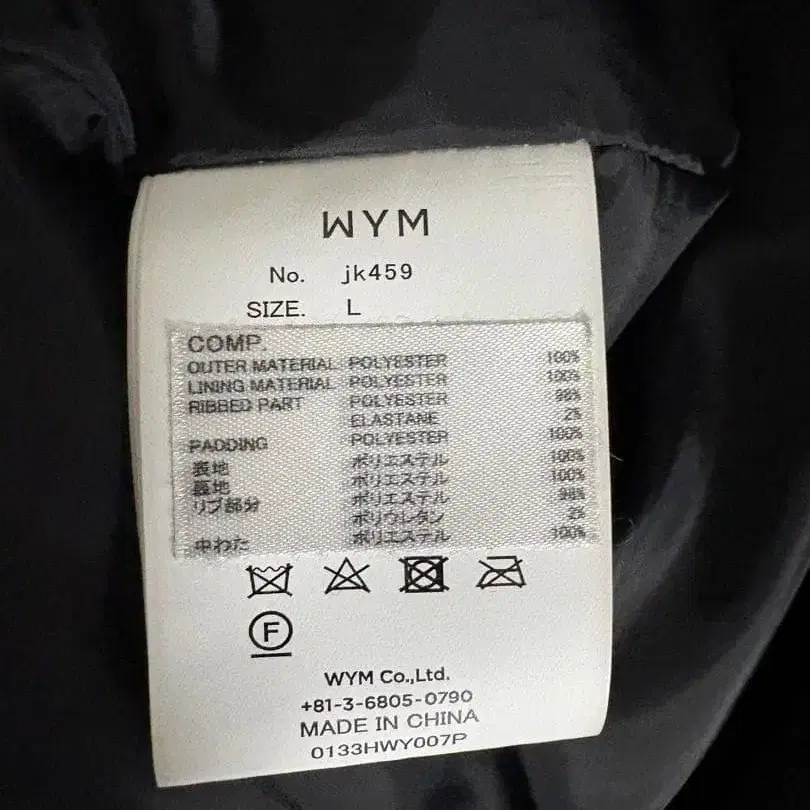 WYM
No. jk459
SIZE. L
COMP.
OUTER MATERIAL POLYESTER 100%
LINING MATERIAL POLYESTER 100%
RIBBED PART POLYESTER 98%
ELASTANE 2%
PADDING POLYESTER 100%
表地 ポリエステル 100%
裏地 ポリエステル 100%
リブ部分 ポリエステル 98%
ポリウレタン 2%
中わた ポリエステル 100%
F
WYM Co.,Ltd.
+81-3-6805-0790
MADE IN CHINA
0133HWY007P